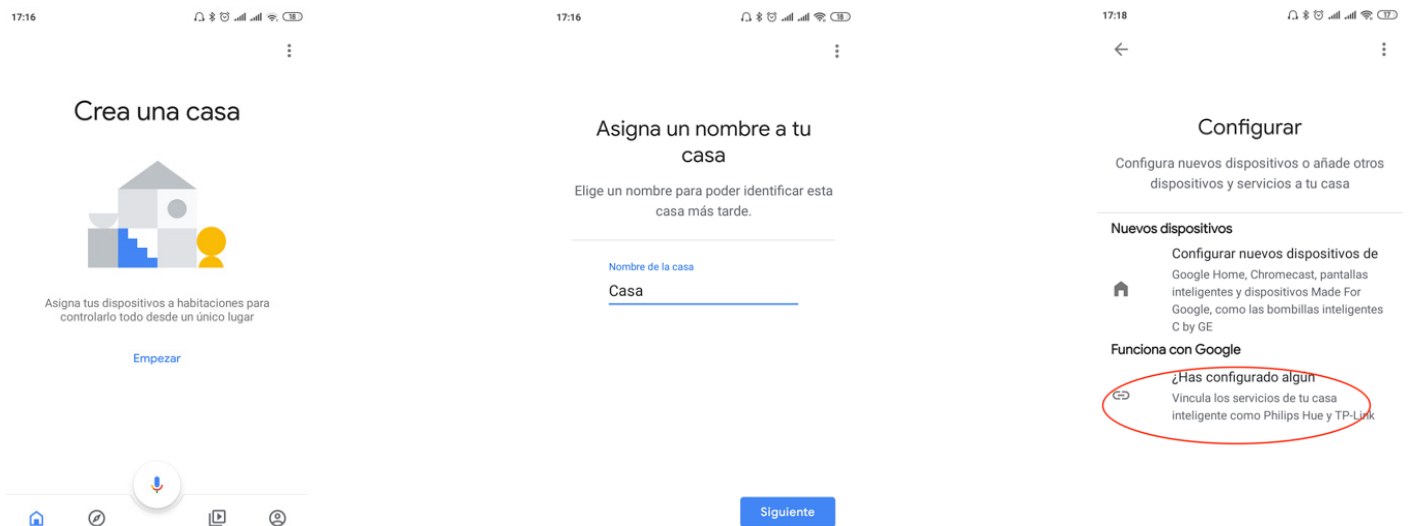 17:16
18
Crea una casa
Asigna tus dispositivos a habitaciones para
controlarlo todo desde un único lugar
Empezar
17:16
18
Asigna un nombre a tu
casa
Elige un nombre para poder identificar esta
casa más tarde.
Nombre de la casa
Casa
Siguiente
17:18
17
Configurar
Configura nuevos dispositivos o añade otros
dispositivos y servicios a tu casa
Nuevos dispositivos
Configurar nuevos dispositivos de
Google Home, Chromecast, pantallas
inteligentes y dispositivos Made For
Google, como las bombillas inteligentes
C by GE
Funciona con Google
¿Has configurado algun
Vincula los servicios de tu casa
inteligente como Philips Hue y TP-Link